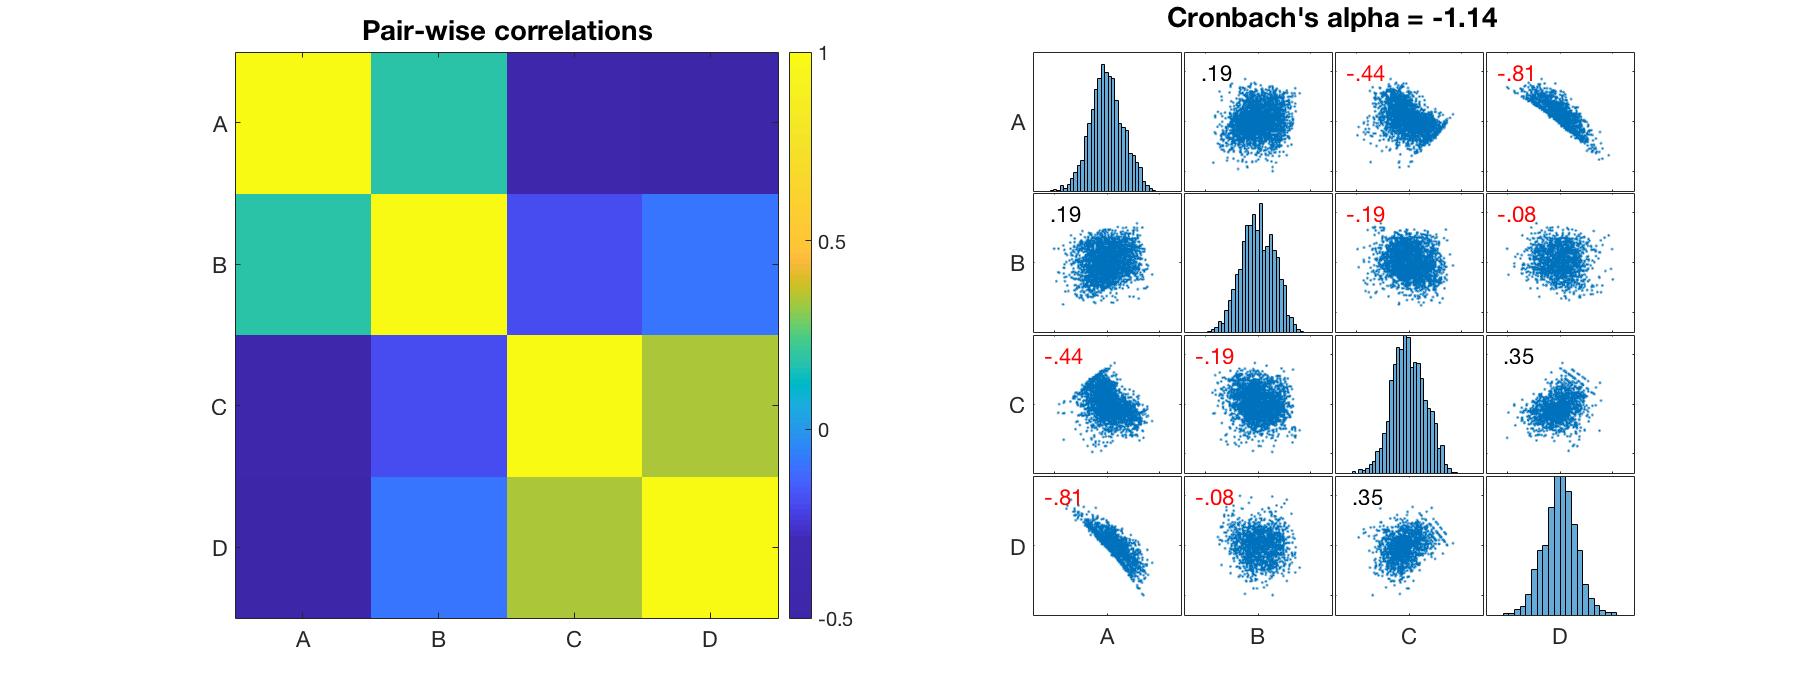 Pair-wise correlations
A
B
C
D
A B C D
1
0.5
0
-0.5
Cronbach's alpha = -1.14
A .19 -.44 -.81
B .19 -.19 -.08
C -.44 -.19 .35
D -.81 -.08 .35
A B C D